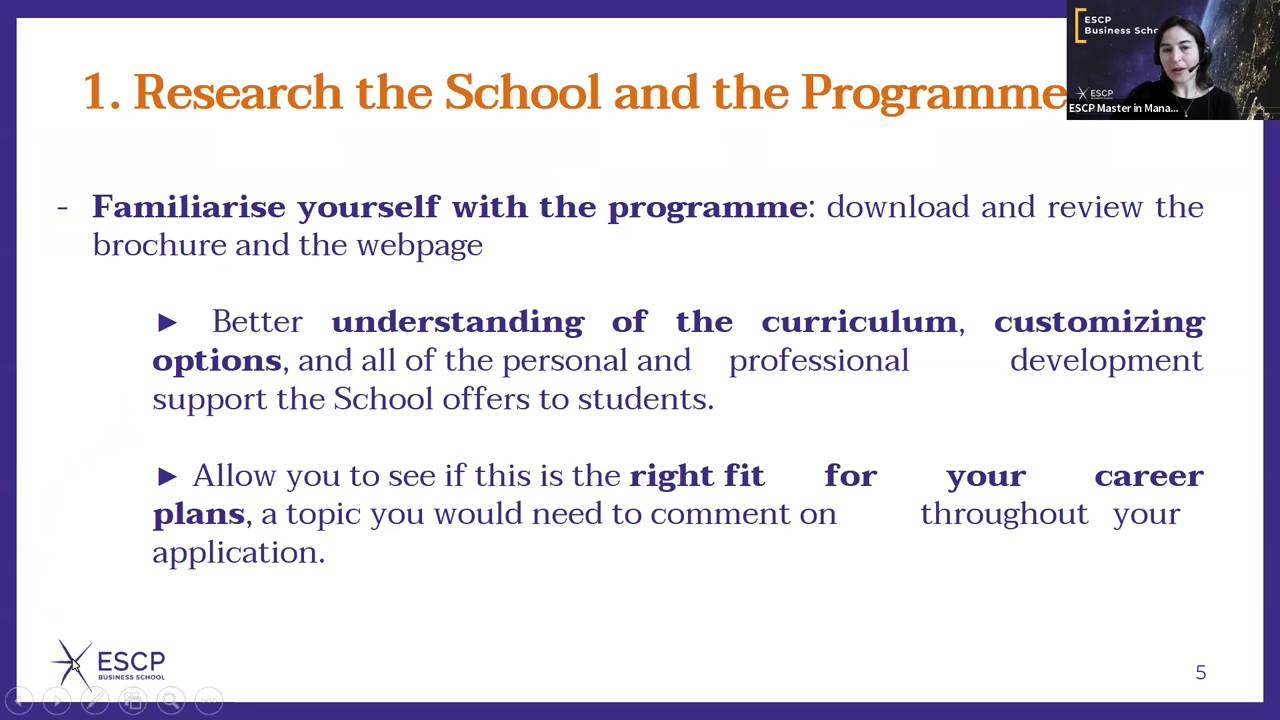 1. Research the School and the Programme
ESCP
Business Scho
ESCP
ESCP Master in Mana...
- Familiarise yourself with the programme: download and review the
brochure and the webpage
► Better understanding of the curriculum, customizing
options, and all of the personal and professional development
support the School offers to students.
► Allow you to see if this is the right fit for your career
plans, a topic you would need to comment on throughout your
application.
ESCP
BUSINESS SCHOOL
5